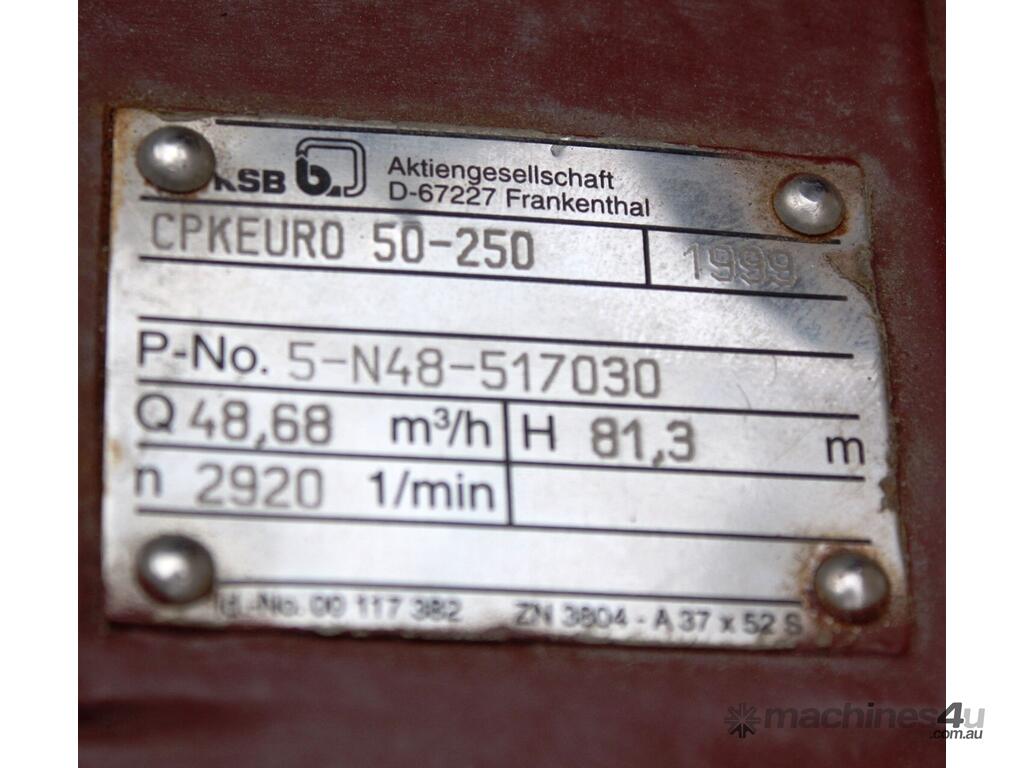 KSB b Aktiengesellschaft
D-67227 Frankenthal
CPKEURO 50-250 1999
P-No. 5-N48-517030
Q 48,68 m³/h H 81,3 m
n 2920 1/min
Id.-No. 00 117 382 ZN 3804 - A 37 x 52 S
machines4u
.com.au